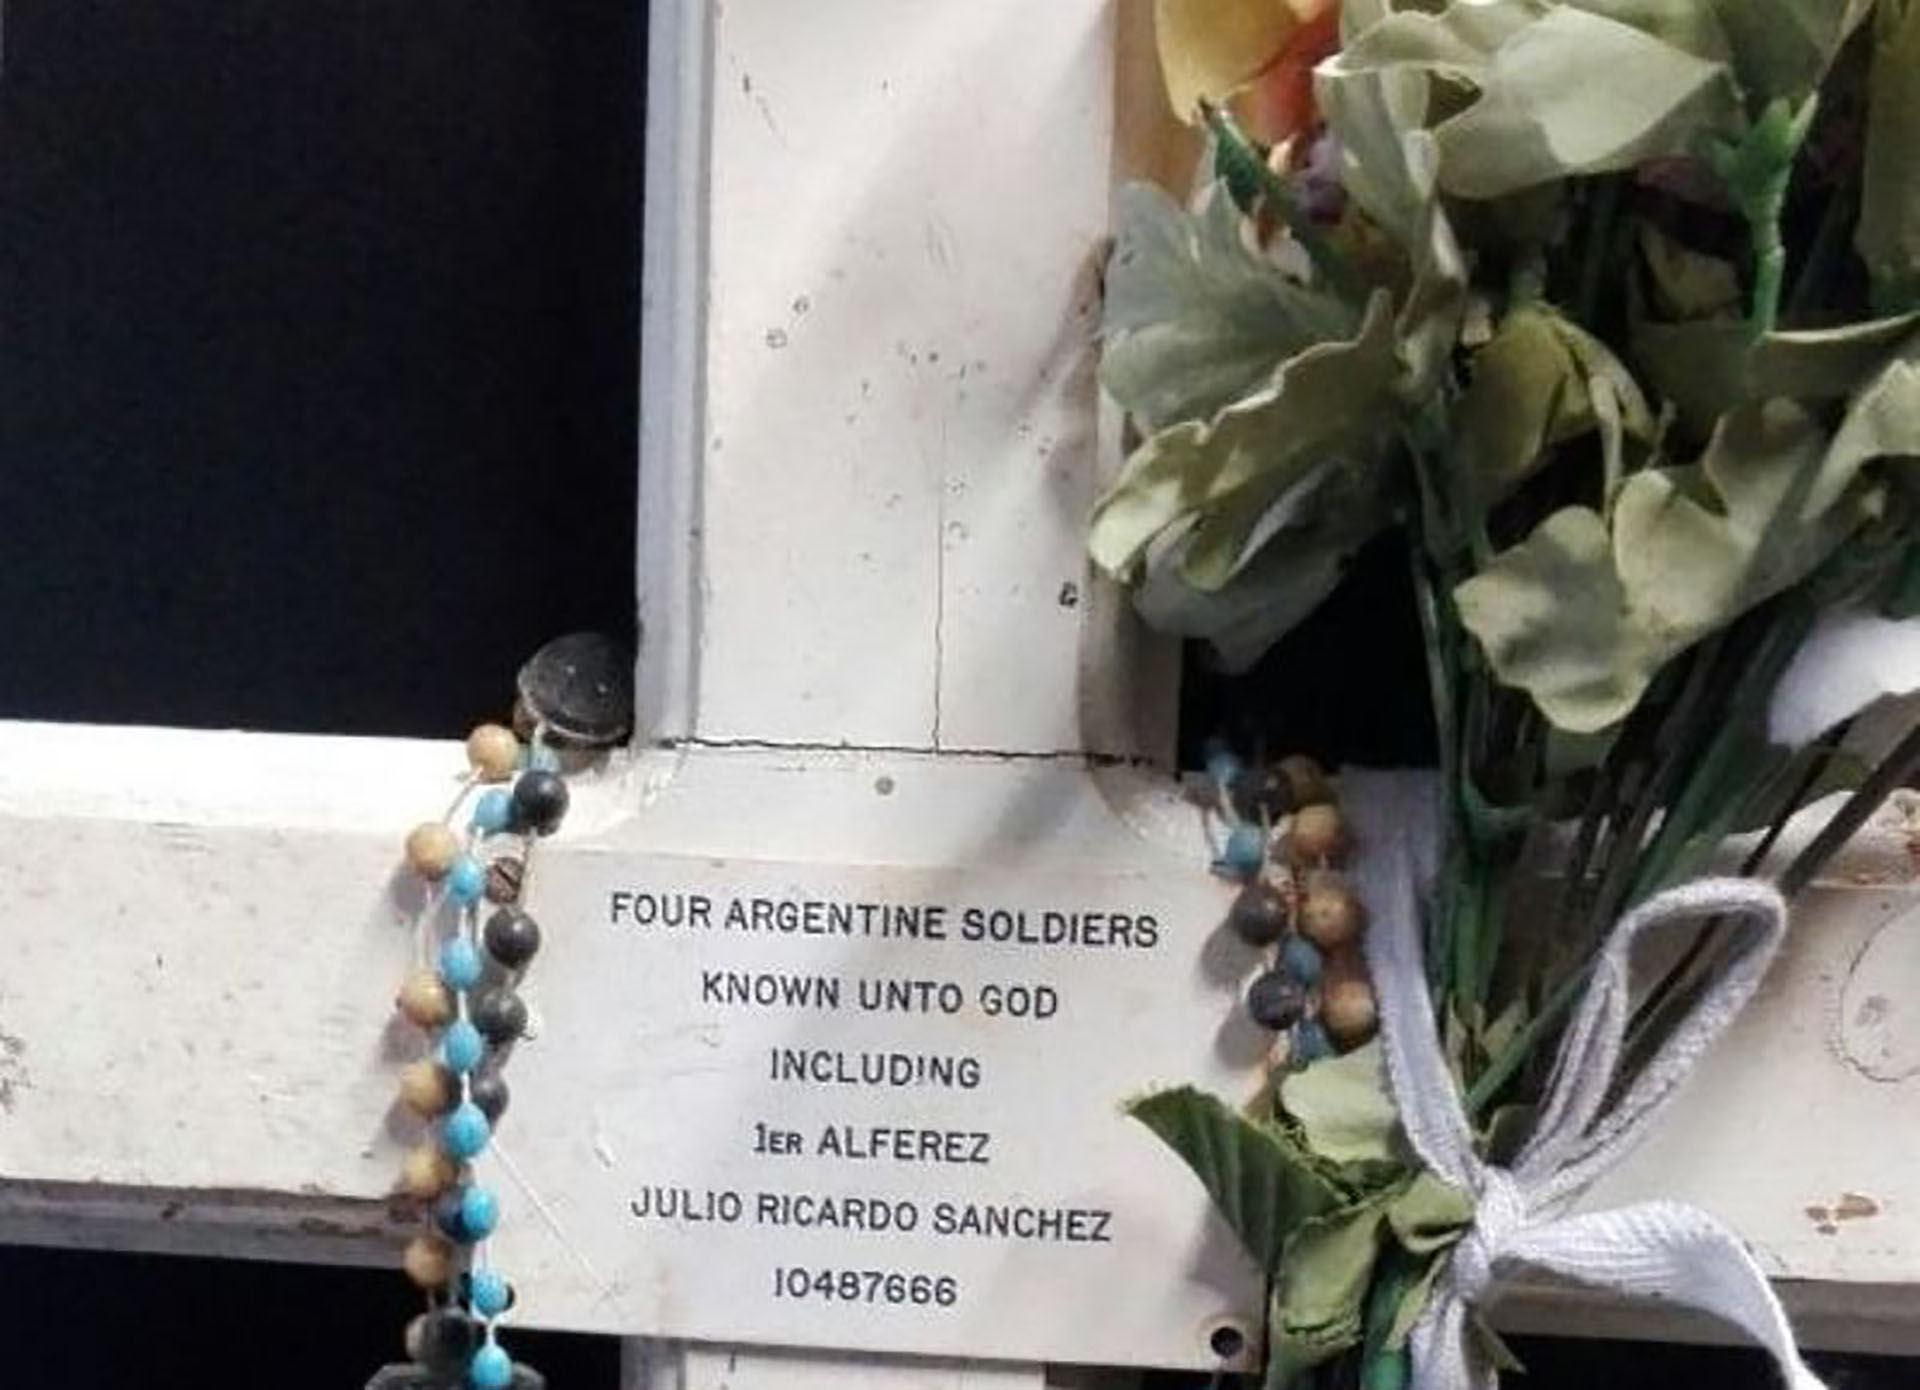 FOUR ARGENTINE SOLDIERS
KNOWN UNTO GOD
INCLUDING
1ER ALFEREZ
JULIO RICARDO SANCHEZ
10487666